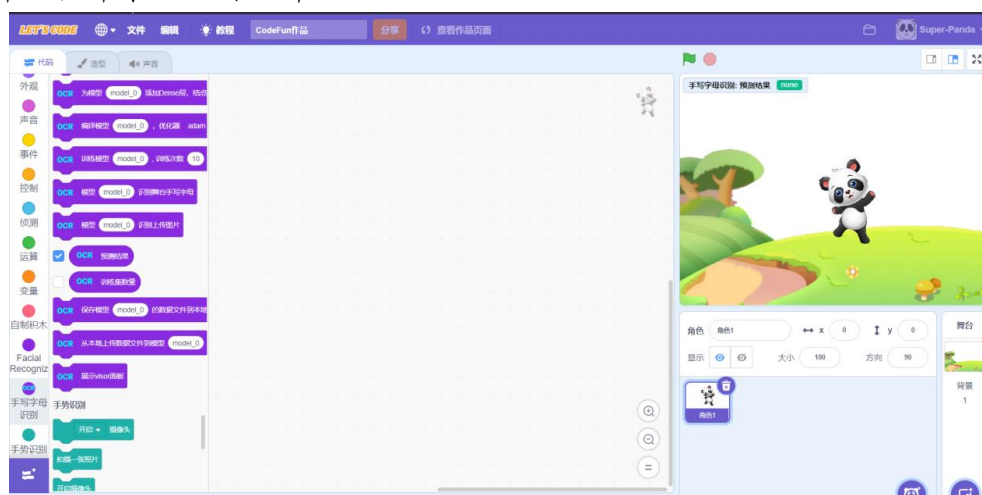 LET'S CODE 文件 编辑 教程 CodeFun作品 分享 查看作品页面 Super-Panda
代码 造型 声音
外观
声音
事件
控制
侦测
运算
变量
自制积木
Facial
Recogniz
手写字母
识别
手势识别
OCR 为模型 model_0 添加Dense层, 结点
OCR 编译模型 model_0 , 优化器 adam
OCR 训练模型 model_0 , 训练次数 10
OCR 模型 model_0 识别舞台手写字母
OCR 模型 model_0 识别上传图片
OCR 预测结果
OCR 训练集数量
OCR 保存模型 model_0 的数据文件到本地
OCR 从本地上传数据文件到模型 model_0
OCR 展示visor面板
手势识别
开启 摄像头
拍摄一张照片
开启摄像头
手写字母识别: 预测结果 none
角色 角色1 x 0 y 0
显示 大小 100 方向 90
角色1
舞台
背景
1